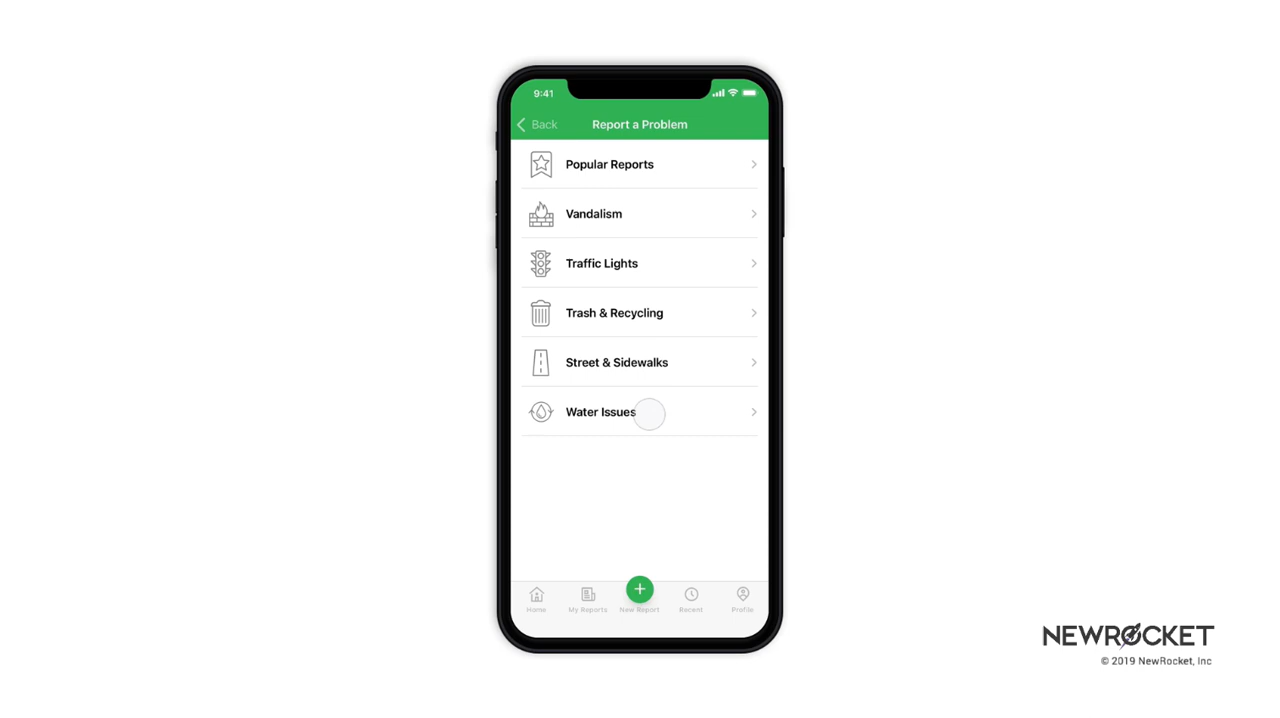 9:41
Back
Report a Problem
Popular Reports
Vandalism
Traffic Lights
Trash & Recycling
Street & Sidewalks
Water Issues
Home
My Reports
New Report
Recent
Profile
NEWROCKET
© 2019 NewRocket, Inc